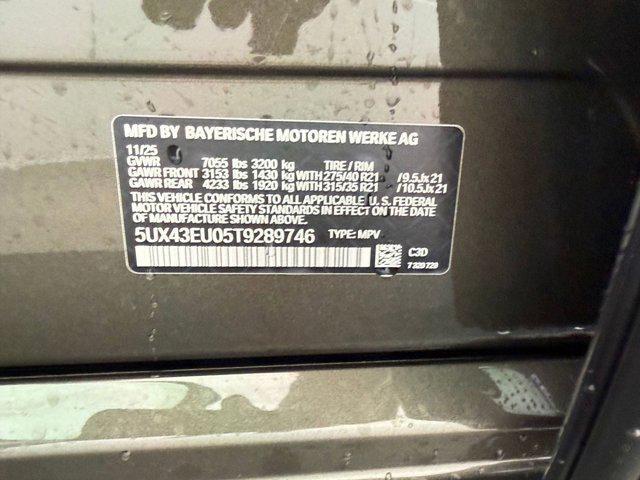 MFD BY BAYERISCHE MOTOREN WERKE AG
11/25
GVWR 7055 lbs 3200 kg TIRE / RIM
GAWR FRONT 3153 lbs 1430 kg WITH 275/40 R21 / 9.5Jx21
GAWR REAR 4233 lbs 1920 kg WITH 315/35 R21 / 10.5Jx21
THIS VEHICLE CONFORMS TO ALL APPLICABLE U.S. FEDERAL
MOTOR VEHICLE SAFETY STANDARDS IN EFFECT ON THE DATE OF
MANUFACTURE SHOWN ABOVE.
5UX43EU05T9289746 TYPE: MPV
C3D
7 329 729